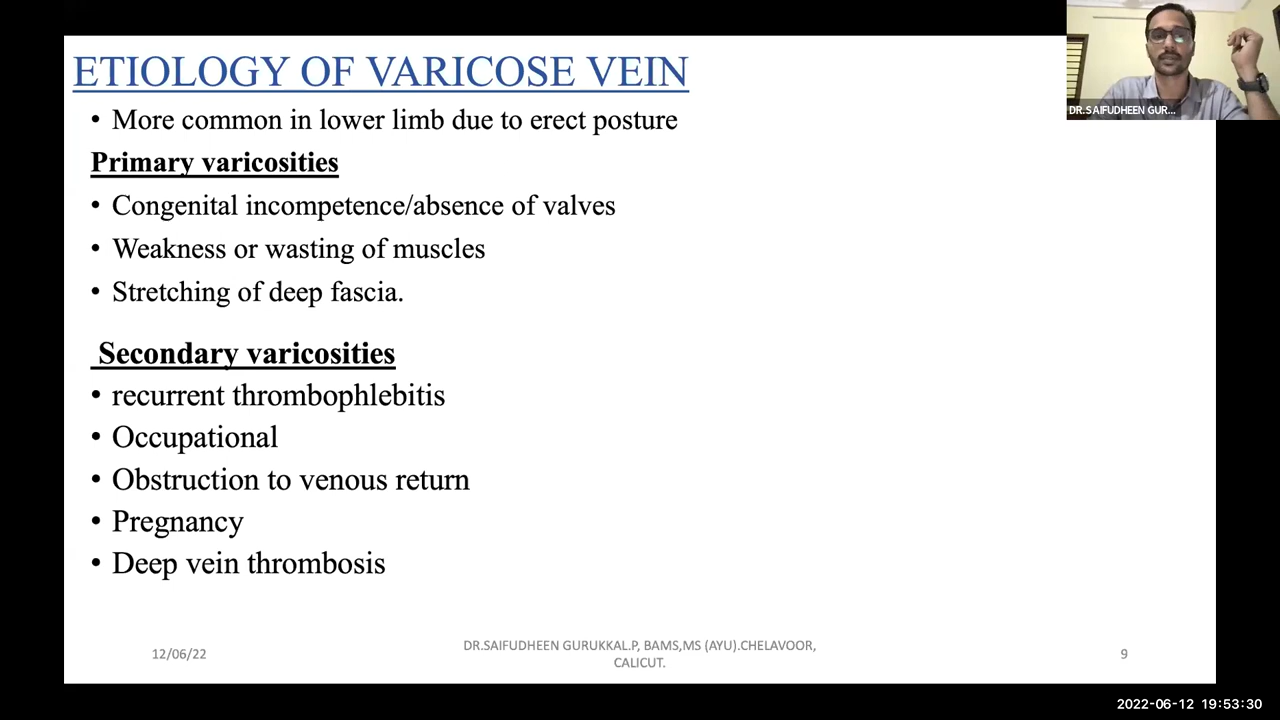 ETIOLOGY OF VARICOSE VEIN
• More common in lower limb due to erect posture
Primary varicosities
• Congenital incompetence/absence of valves
• Weakness or wasting of muscles
• Stretching of deep fascia.
Secondary varicosities
• recurrent thrombophlebitis
• Occupational
• Obstruction to venous return
• Pregnancy
• Deep vein thrombosis
12/06/22
DR.SAIFUDHEEN GURUKKAL.P, BAMS,MS (AYU).CHELAVOOR,
CALICUT.
9
DR.SAIFUDHEEN GUR...
2022-06-12 19:53:30